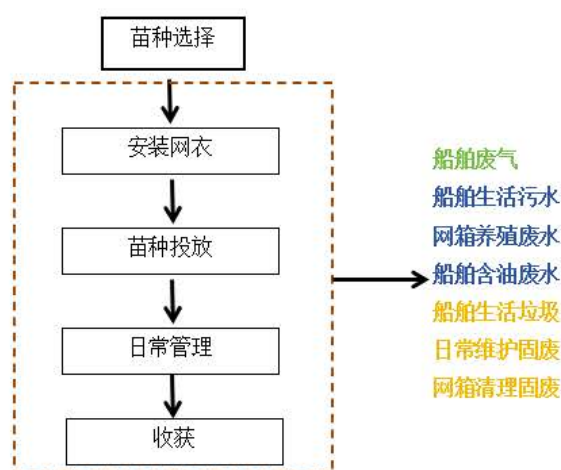 苗种选择
安装网衣
苗种投放
日常管理
收获
船舶废气
船舶生活污水
网箱养殖废水
船舶含油废水
船舶生活垃圾
日常维护固废
网箱清理固废